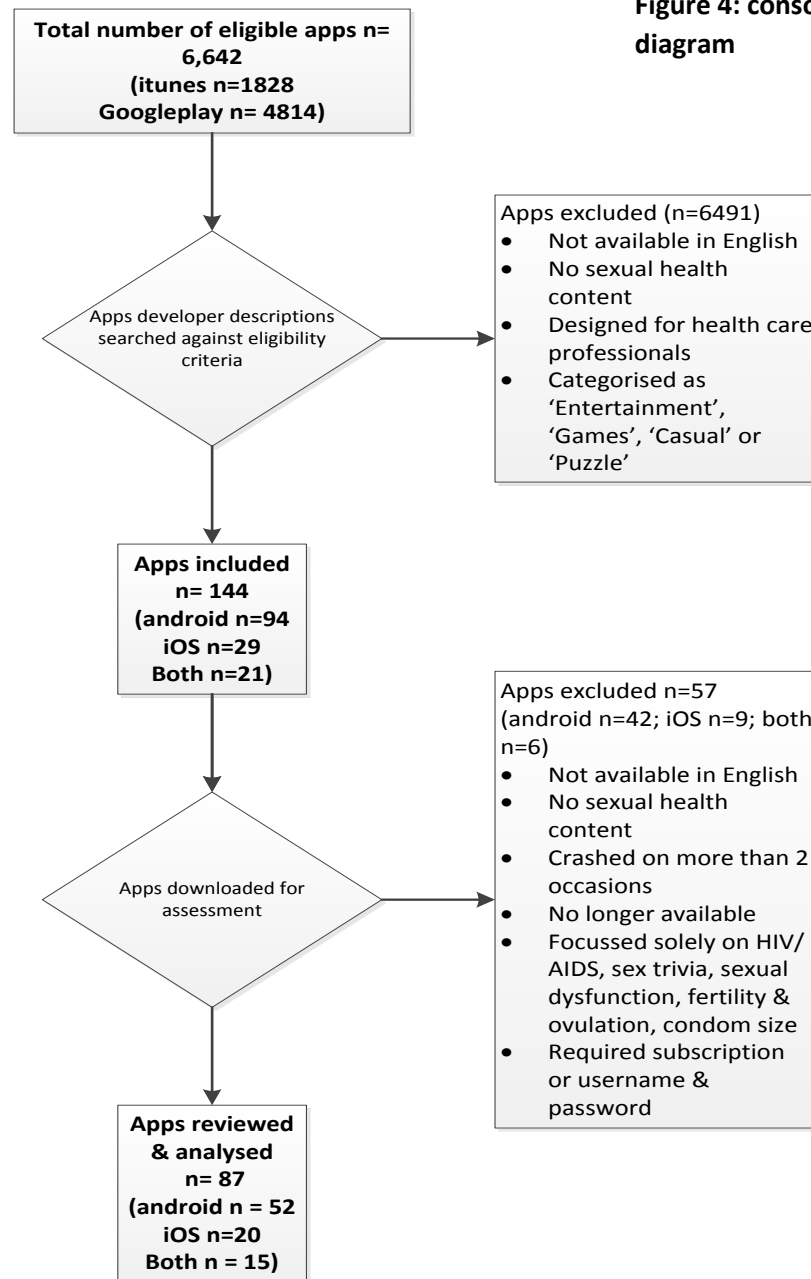 Figure 4: conso
diagram
Total number of eligible apps n=
6,642
(itunes n=1828
Googleplay n= 4814)
Apps developer descriptions
searched against eligibility
criteria
Apps excluded (n=6491)
• Not available in English
• No sexual health
content
• Designed for health care
professionals
• Categorised as
‘Entertainment’,
‘Games’, ‘Casual’ or
‘Puzzle’
Apps included
n= 144
(android n=94
iOS n=29
Both n=21)
Apps downloaded for
assessment
Apps excluded n=57
(android n=42; iOS n=9; both
n=6)
• Not available in English
• No sexual health
content
• Crashed on more than 2
occasions
• No longer available
• Focussed solely on HIV/
AIDS, sex trivia, sexual
dysfunction, fertility &
ovulation, condom size
• Required subscription
or username &
password
Apps reviewed
& analysed
n= 87
(android n = 52
iOS n=20
Both n = 15)